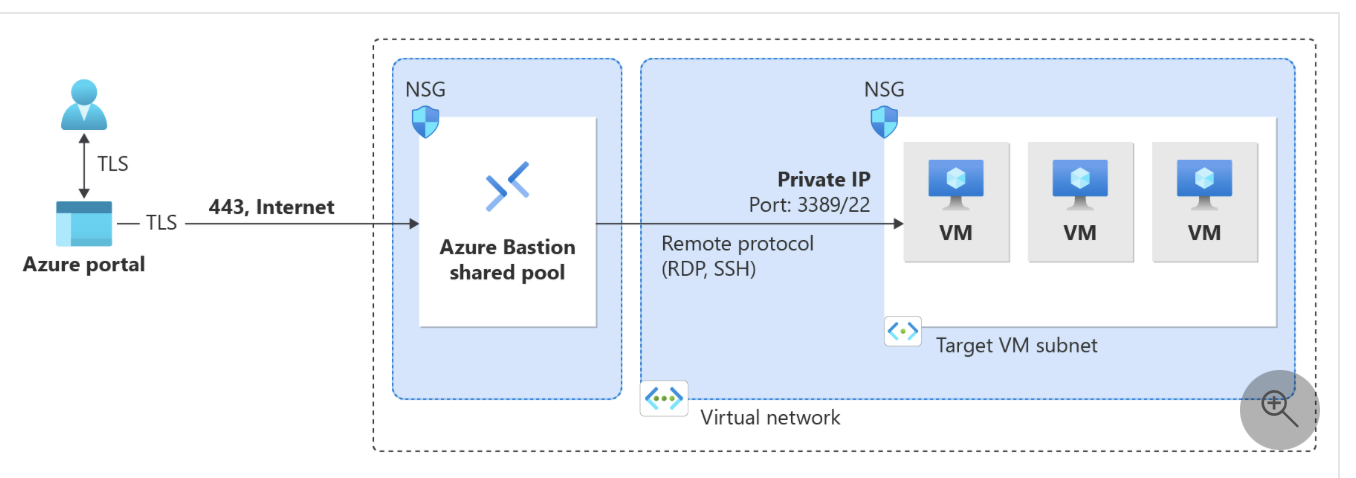 NSG
NSG
TLS
Private IP
443, Internet
Port: 3389/22
TLS
VM
VM
VM
Azure Bastion
shared pool
Remote protocol
(RDP, SSH)
Azure portal
Target VM subnet
Virtual network